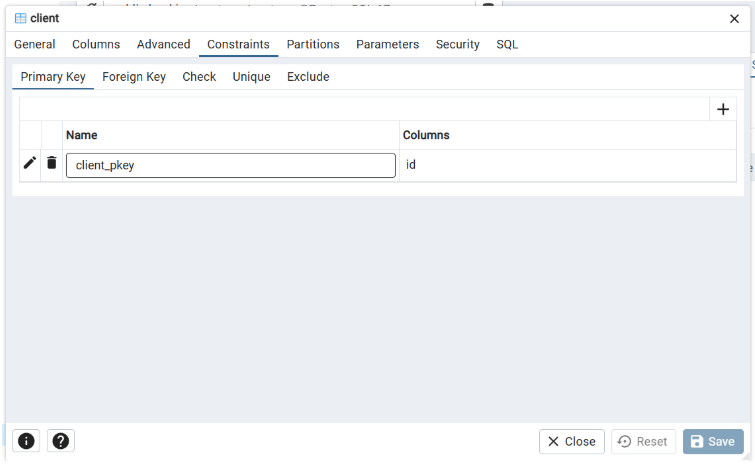 client
General Columns Advanced Constraints Partitions Parameters Security SQL
Primary Key Foreign Key Check Unique Exclude
Name Columns
client_pkey id
Close Reset Save